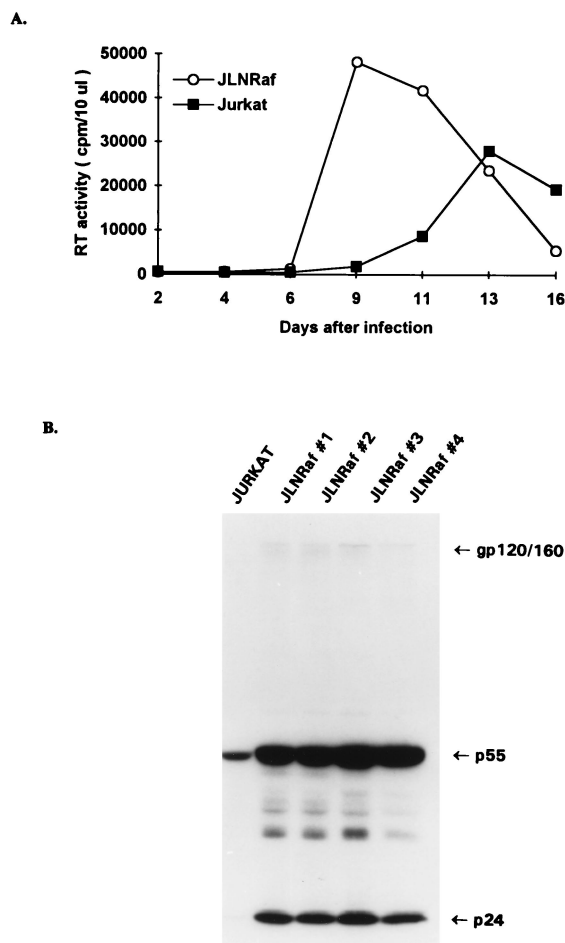 A.
50000
40000
30000
20000
10000
0
RT activity ( cpm/10 ul )
JLNRaf
Jurkat
2 4 6 9 11 13 16
Days after infection
B.
JURKAT
JLNRaf #1
JLNRaf #2
JLNRaf #3
JLNRaf #4
← gp120/160
← p55
← p24